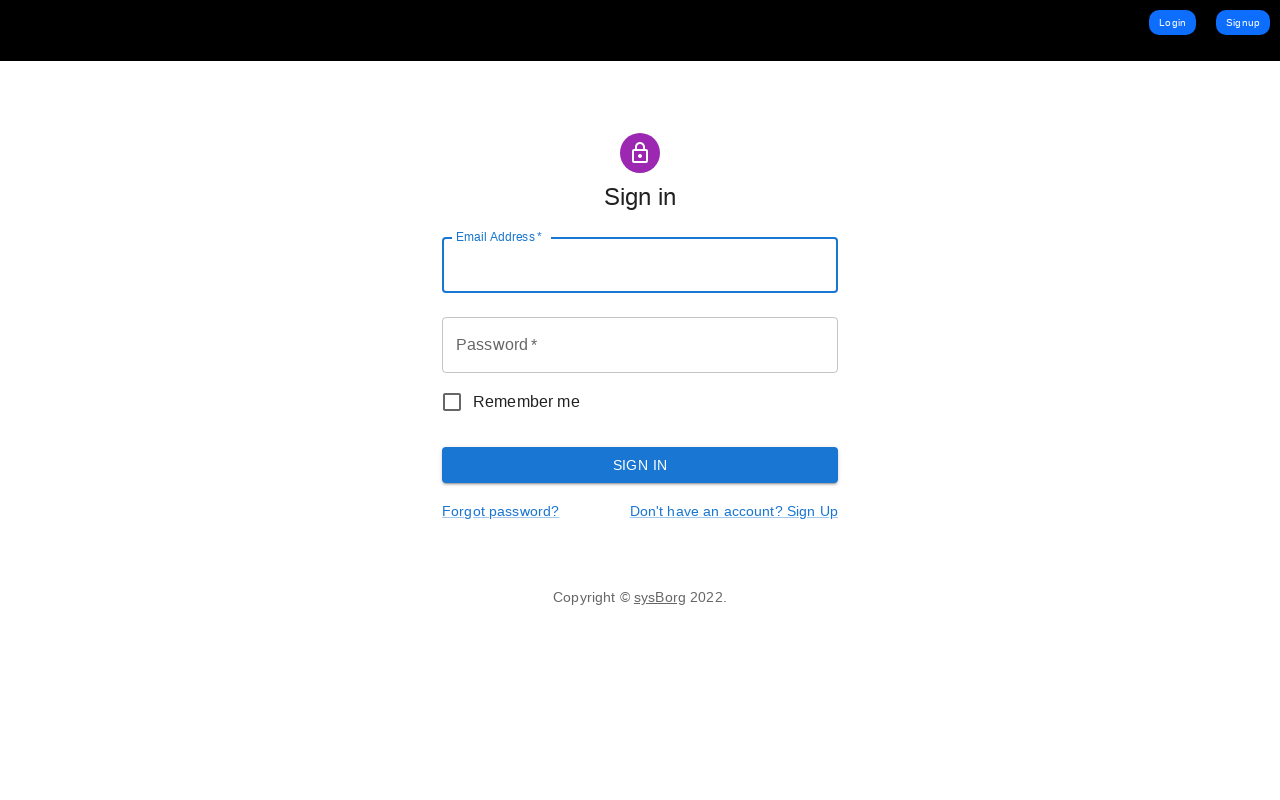 Login Signup
Sign in
Email Address *
Password *
Remember me
SIGN IN
Forgot password? Don't have an account? Sign Up
Copyright © sysBorg 2022.